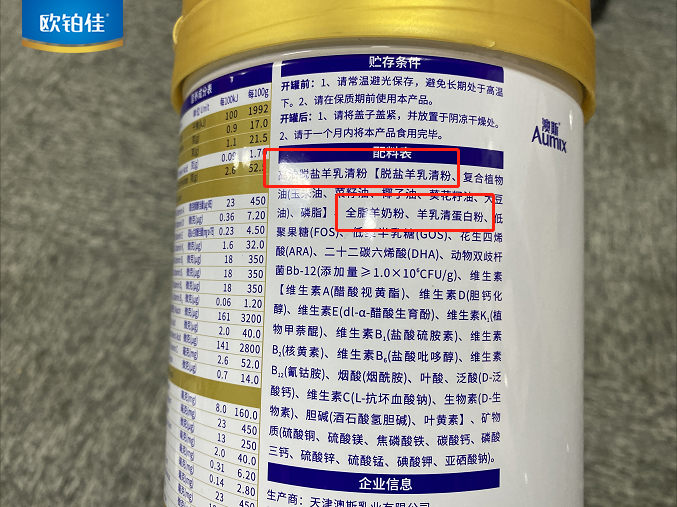 欧铂佳
每100kJ 每100g
100 1992
0.9 17.0
1.1 21.5
23 450
0.36 7.20
0.23 4.50
1.6 32.0
18 350
18 350
0.06 1.20
161 3200
2.0 40.0
141 2800
2.6 52.0
0.7 14.0
8.0 160.0
23 450
13 250
2.0 40.0
0.31 6.20
0.14 2.80
贮存条件
开罐前：1、请常温避光保存，避免长期处于高温
下。2、请在保质期前使用本产品。
开罐后：1、请将盖子盖紧，并放置于阴凉干燥处。
2、请于一个月内将本产品食用完毕。
配料表
脱盐羊乳清粉【脱盐羊乳清粉、复合植物
油(玉米油、菜籽油、椰子油、葵花籽油、大豆
油)、磷脂】、全脂羊奶粉、羊乳清蛋白粉、低
聚果糖(FOS)、低聚半乳糖(GOS)、花生四烯
酸(ARA)、二十二碳六烯酸(DHA)、动物双歧杆
菌Bb-12(添加量≥1.0×10⁶CFU/g)、维生素
【维生素A(醋酸视黄酯)、维生素D(胆钙化
醇)、维生素E(dl-α-醋酸生育酚)、维生素K₁(植
物甲萘醌)、维生素B₁(盐酸硫胺素)、维生素
B₂(核黄素)、维生素B₆(盐酸吡哆醇)、维生素
B₁₂(氰钴胺)、烟酸(烟酰胺)、叶酸、泛酸(D-泛
酸钙)、维生素C(L-抗坏血酸钠)、生物素(D-生
物素)、胆碱(酒石酸氢胆碱)、叶黄素】、矿物
质(硫酸铜、硫酸镁、焦磷酸铁、碳酸钙、磷酸
三钙、硫酸锌、硫酸锰、碘酸钾、亚硒酸钠)。
企业信息
生产商：天津澳斯乳业有限公司
澳斯
Aumix